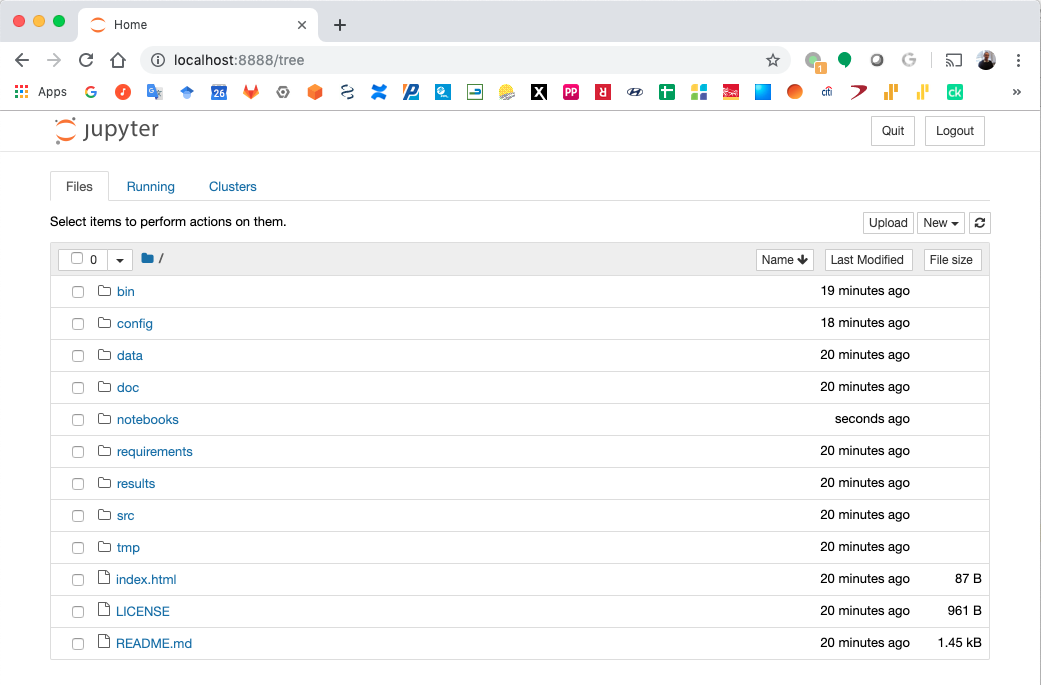 Home
localhost:8888/tree
1
Apps 26 X PP citi ck
jupyter Quit Logout
Files Running Clusters
Select items to perform actions on them. Upload New
0 / Name Last Modified File size
bin 19 minutes ago
config 18 minutes ago
data 20 minutes ago
doc 20 minutes ago
notebooks seconds ago
requirements 20 minutes ago
results 20 minutes ago
src 20 minutes ago
tmp 20 minutes ago
index.html 20 minutes ago 87 B
LICENSE 20 minutes ago 961 B
README.md 20 minutes ago 1.45 kB